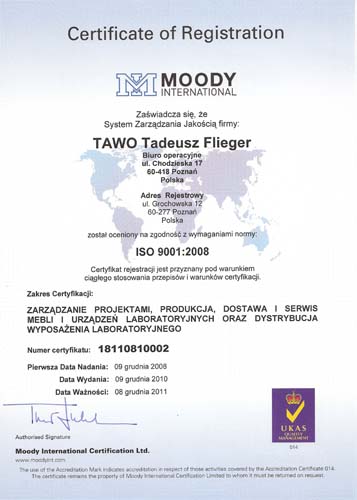 Certificate of Registration
MOODY
INTERNATIONAL
Zaświadcza się, że
System Zarządzania Jakością firmy:
TAWO Tadeusz Flieger
Biuro operacyjne
ul. Chodzieska 17
60-418 Poznań
Polska
Adres Rejestrowy
ul. Grochowska 12
60-277 Poznań
Polska
został oceniony na zgodność z wymaganiami normy:
ISO 9001:2008
Certyfikat rejestracji jest przyznany pod warunkiem
ciągłego stosowania przepisów i warunków certyfikacji.
Zakres Certyfikacji:
ZARZĄDZANIE PROJEKTAMI, PRODUKCJA, DOSTAWA I SERWIS
MEBLI I URZĄDZEŃ LABORATORYJNYCH ORAZ DYSTRYBUCJA
WYPOSAŻENIA LABORATORYJNEGO
Numer certyfikatu: 18110810002
Pierwsza Data Nadania: 09 grudnia 2008
Data Wydania: 09 grudnia 2010
Data Ważności: 08 grudnia 2011
Authorised Signature
Moody International Certification Ltd.
www.moodyint.com
UKAS
QUALITY
MANAGEMENT
014
The use of the Accreditation Mark indicates accreditation in respect of those activities covered by the Accreditation Certificate 014.
The certificate remains the property of Moody International Certification Limited to whom it must be returned on request.